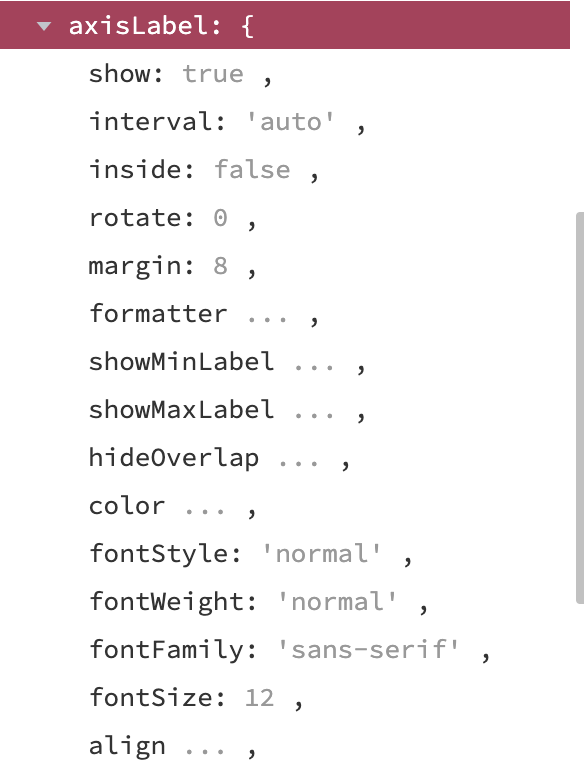 axisLabel: {
show: true ,
interval: 'auto' ,
inside: false ,
rotate: 0 ,
margin: 8 ,
formatter ... ,
showMinLabel ... ,
showMaxLabel ... ,
hideOverlap ... ,
color ... ,
fontStyle: 'normal' ,
fontWeight: 'normal' ,
fontFamily: 'sans-serif' ,
fontSize: 12 ,
align ... ,